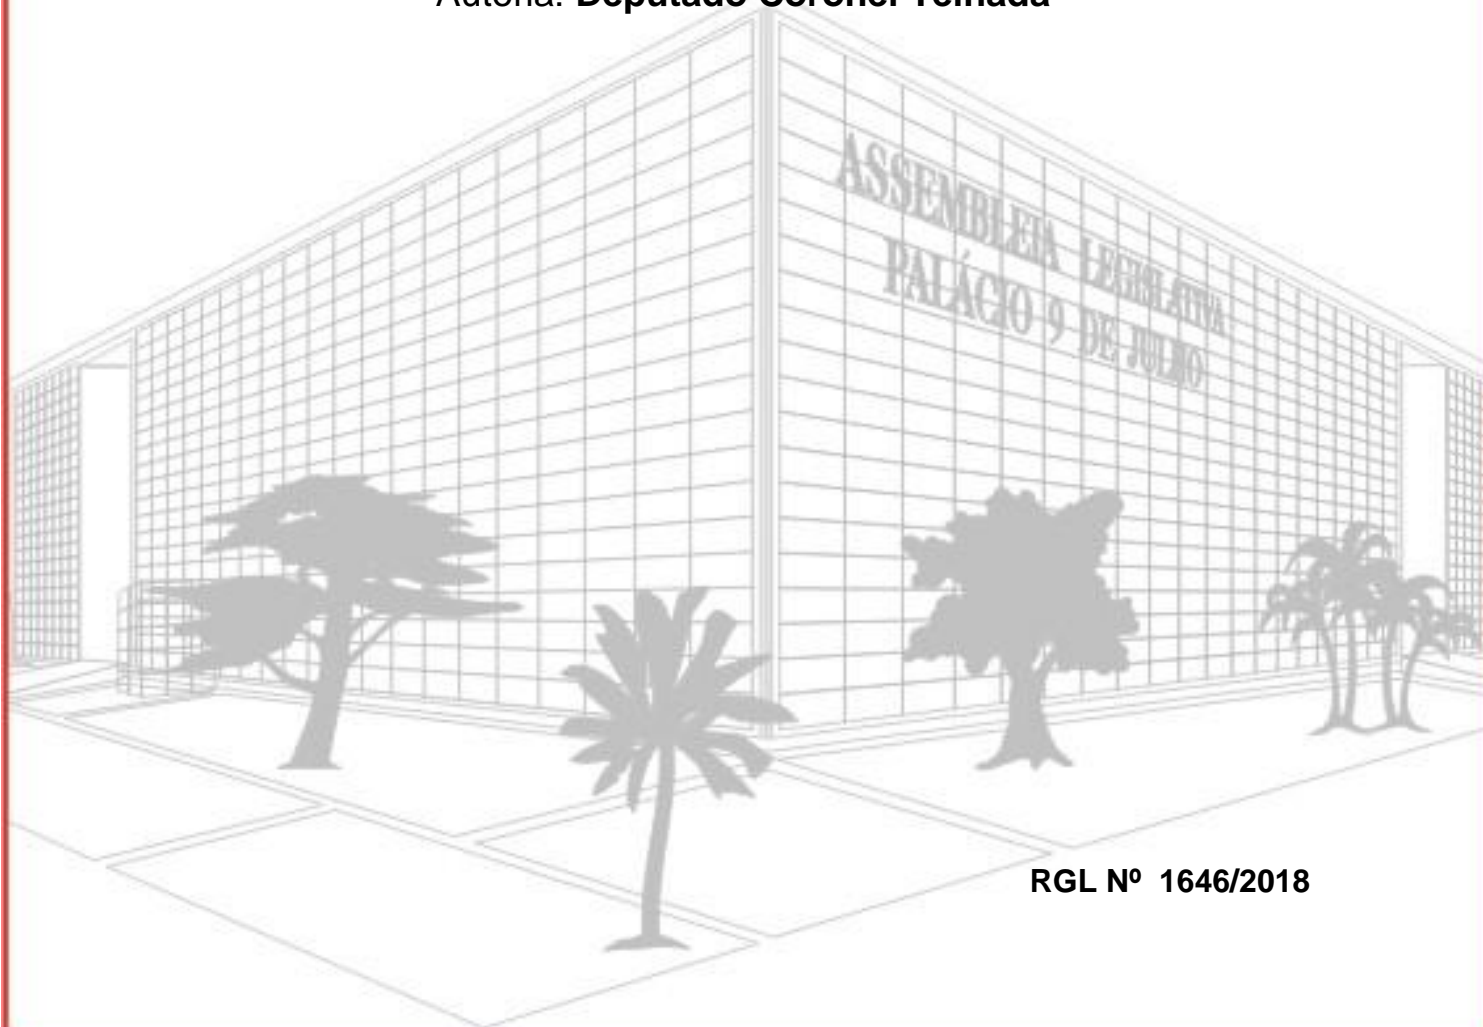 Autoria: Deputado Coronel Telhada
ASSEMBLEIA LEGISLATIVA
PALÁCIO 9 DE JULHO
RGL Nº 1646/2018